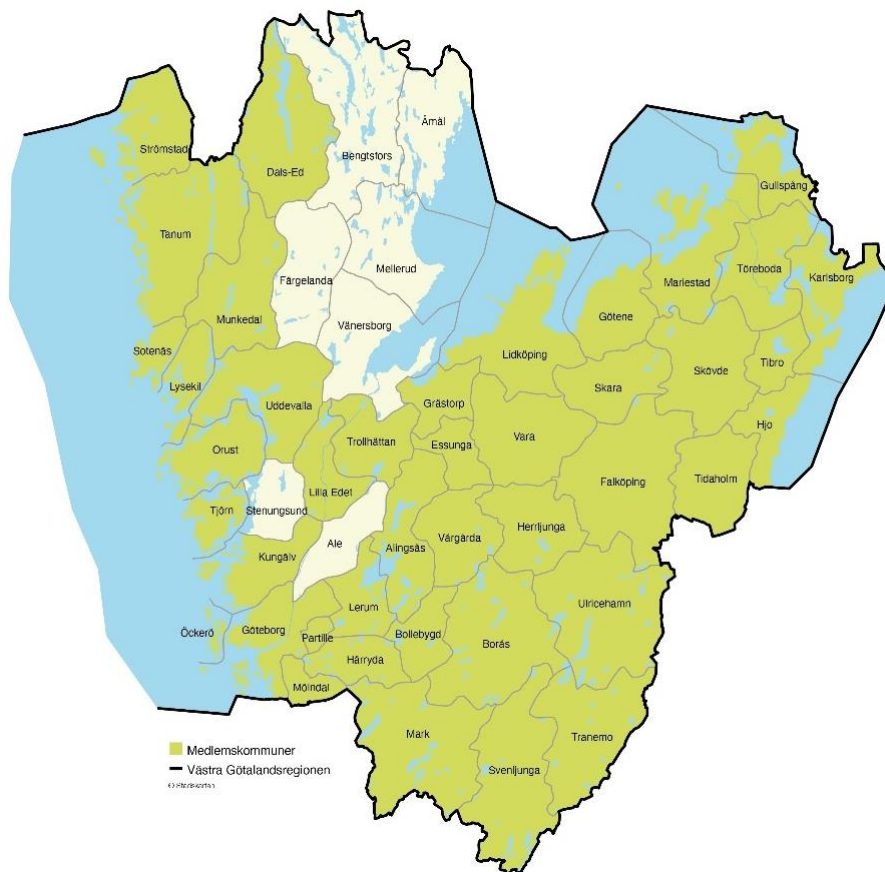 Åmål
Bengtsfors
Strömstad
Dals-Ed
Gullspång
Tanum
Mellerud
Färgelanda
Töreboda
Karlsborg
Mariestad
Munkedal
Vänersborg
Götene
Sotenäs
Lidköping
Skövde
Tibro
Lysekil
Skara
Uddevalla
Grästorp
Hjo
Trollhättan
Essunga
Vara
Orust
Falköping
Tidaholm
Lilla Edet
Tjörn
Stenungsund
Herrljunga
Vårgårda
Ale
Alingsås
Kungälv
Ulricehamn
Lerum
Öckerö
Göteborg
Partille
Bollebygd
Borås
Härryda
Mölndal
Mark
Tranemo
Svenljunga
Medlemskommuner
Västra Götalandsregionen